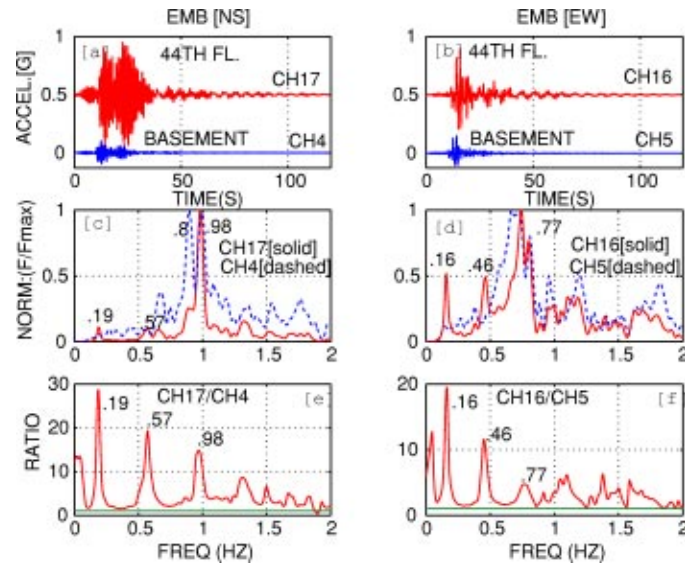 EMB [NS]
EMB [EW]
ACCEL.[G]
1
0.5
0
[a]
44TH FL.
CH17
BASEMENT
CH4
0 50 100
TIME(S)
1
0.5
0
[b]
44TH FL.
CH16
BASEMENT
CH5
0 50 100
TIME(S)
NORM:(F/Fmax)
1
0.5
0
[c]
.8
.98
CH17[solid]
CH4[dashed]
.19
.57
0 0.5 1 1.5 2
1
0.5
0
[d]
.77
CH16[solid]
CH5[dashed]
.16
.46
0 0.5 1 1.5 2
RATIO
30
20
10
0
CH17/CH4
[e]
.19
.57
.98
0 0.5 1 1.5 2
FREQ (HZ)
20
10
0
CH16/CH5
[f]
.16
.46
.77
0 0.5 1 1.5 2
FREQ (HZ)